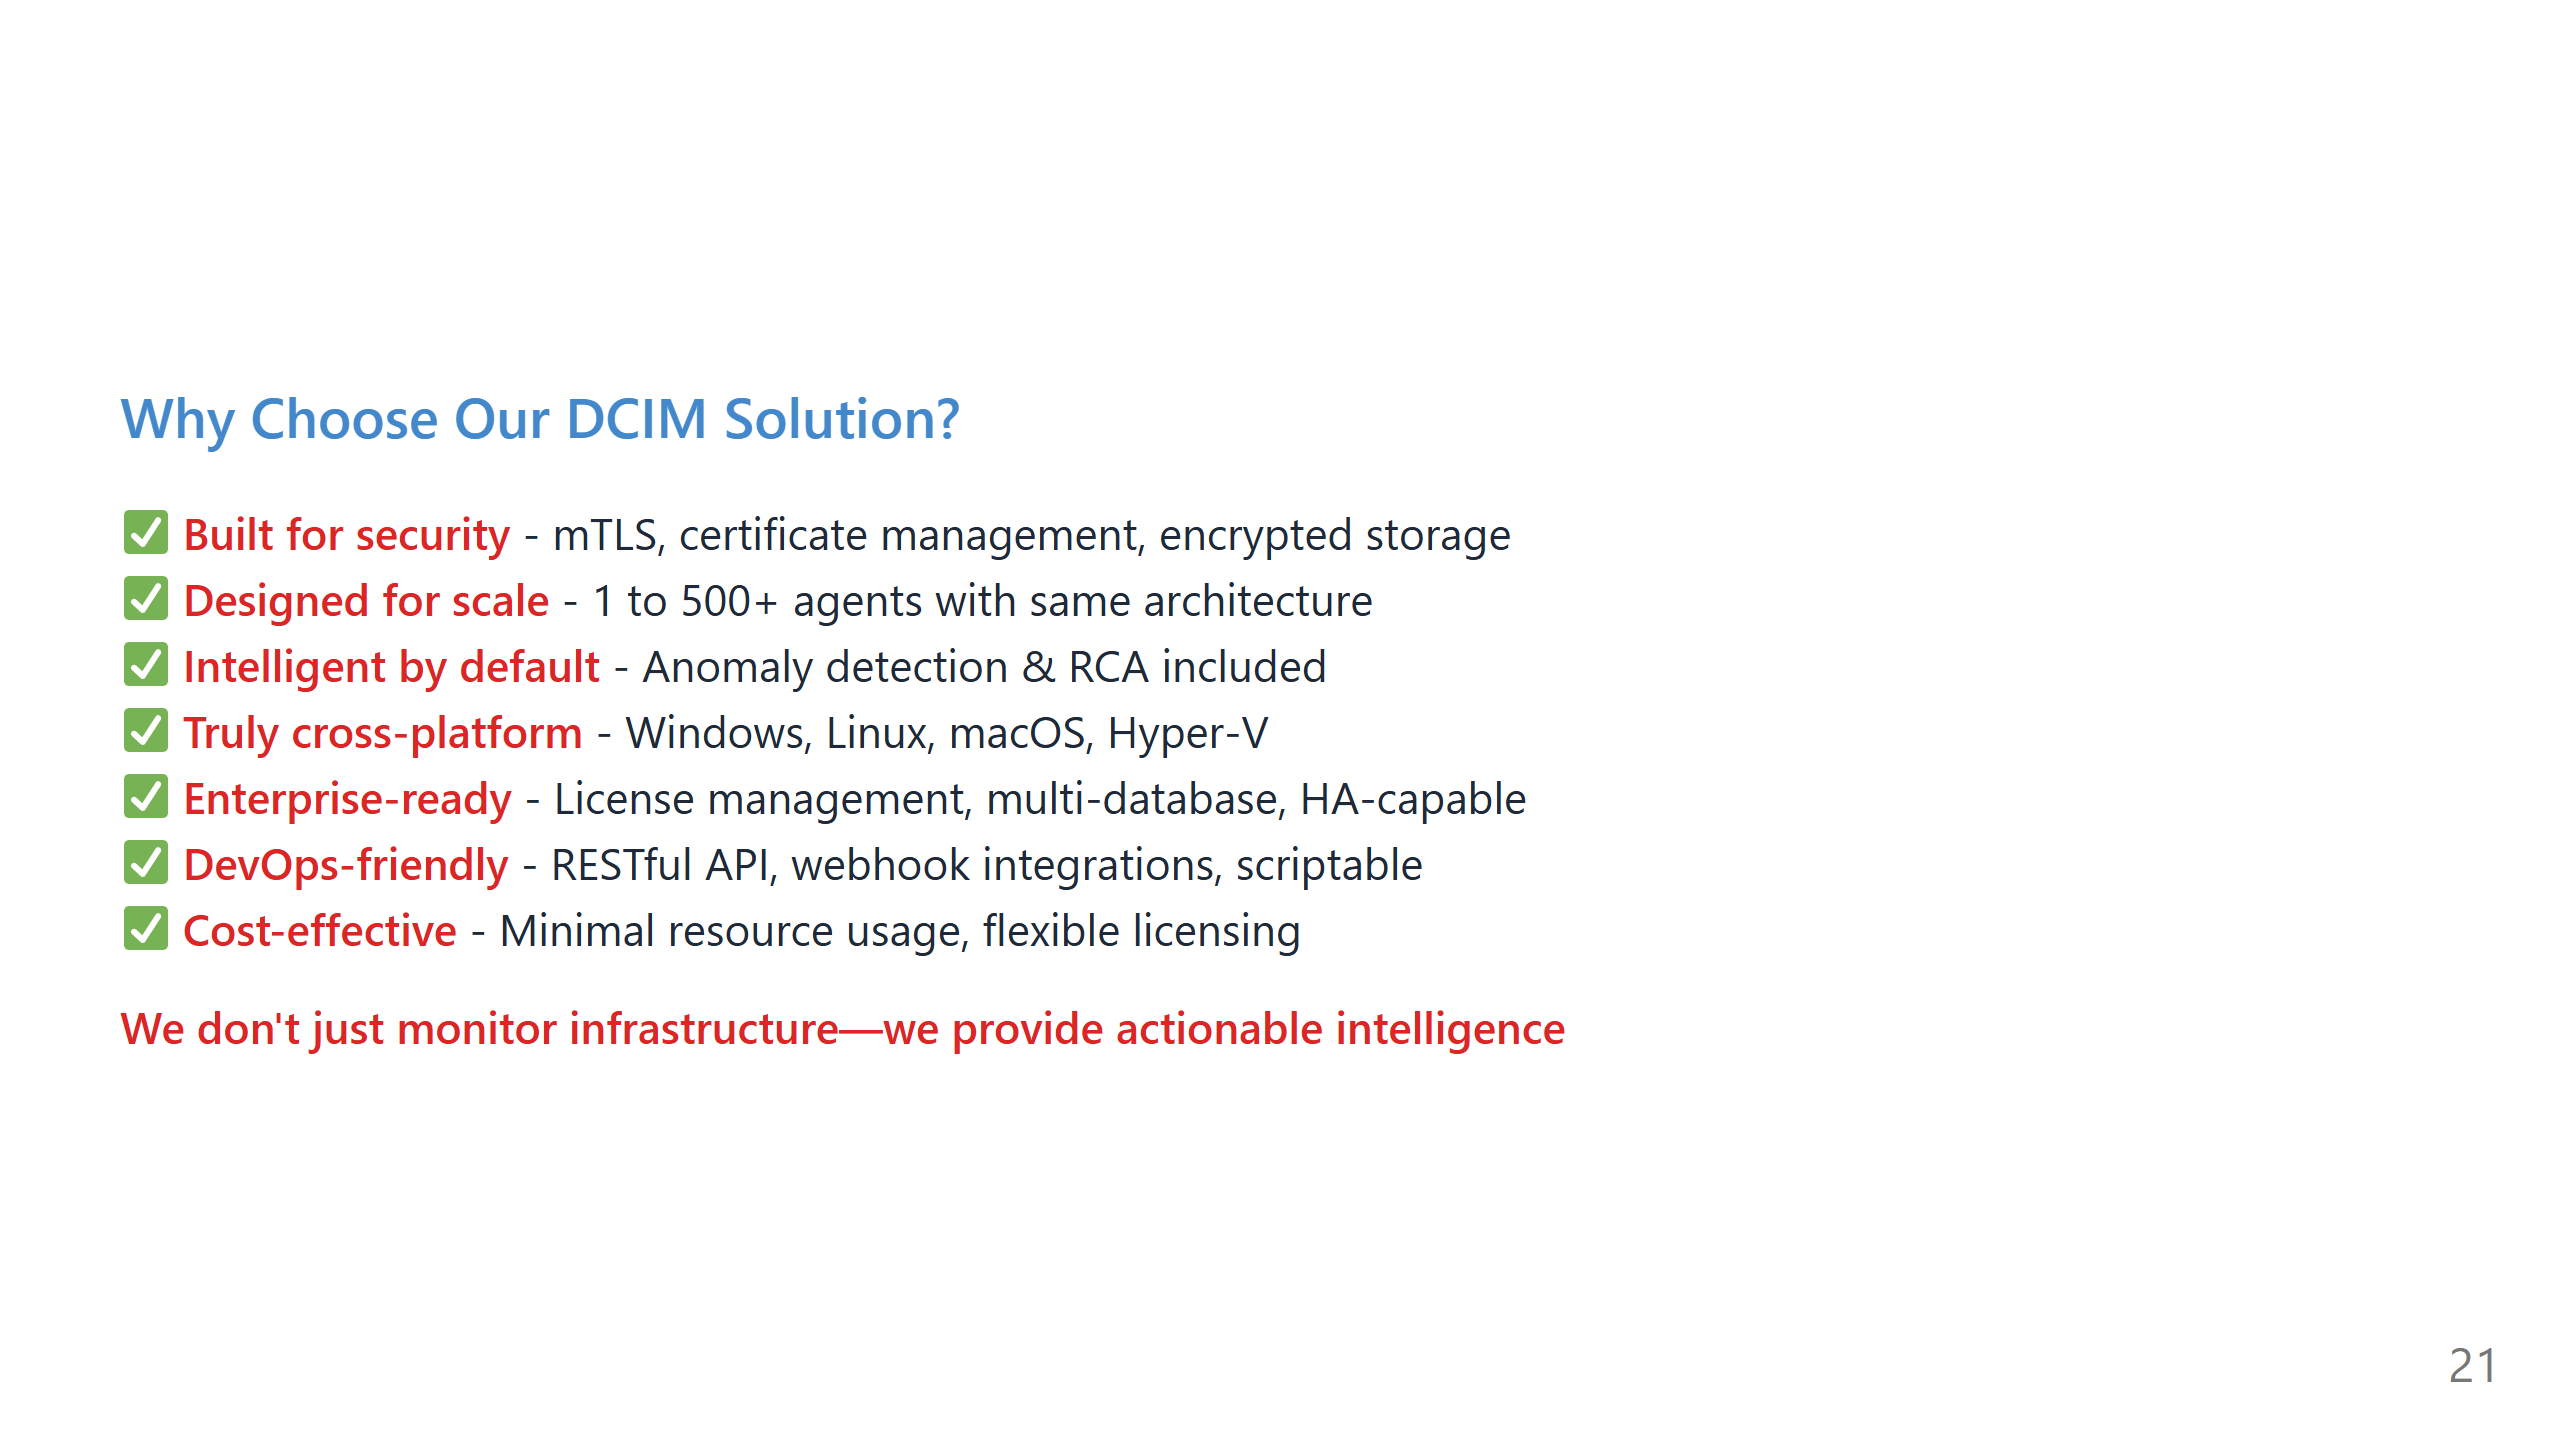 Why Choose Our DCIM Solution?
✅ Built for security - mTLS, certificate management, encrypted storage
✅ Designed for scale - 1 to 500+ agents with same architecture
✅ Intelligent by default - Anomaly detection & RCA included
✅ Truly cross-platform - Windows, Linux, macOS, Hyper-V
✅ Enterprise-ready - License management, multi-database, HA-capable
✅ DevOps-friendly - RESTful API, webhook integrations, scriptable
✅ Cost-effective - Minimal resource usage, flexible licensing
We don't just monitor infrastructure—we provide actionable intelligence
21